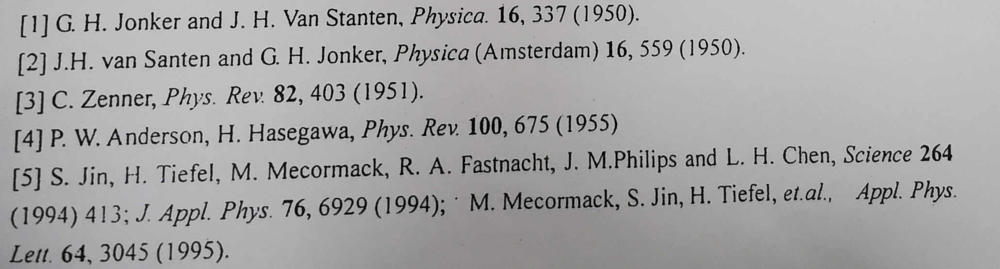 [1] G. H. Jonker and J. H. Van Stanten, Physica. 16, 337 (1950).
[2] J.H. van Santen and G. H. Jonker, Physica (Amsterdam) 16, 559 (1950).
[3] C. Zenner, Phys. Rev. 82, 403 (1951).
[4] P. W. Anderson, H. Hasegawa, Phys. Rev. 100, 675 (1955)
[5] S. Jin, H. Tiefel, M. Mecormack, R. A. Fastnacht, J. M.Philips and L. H. Chen, Science 264
(1994) 413; J. Appl. Phys. 76, 6929 (1994); M. Mecormack, S. Jin, H. Tiefel, et.al., Appl. Phys.
Lett. 64, 3045 (1995).